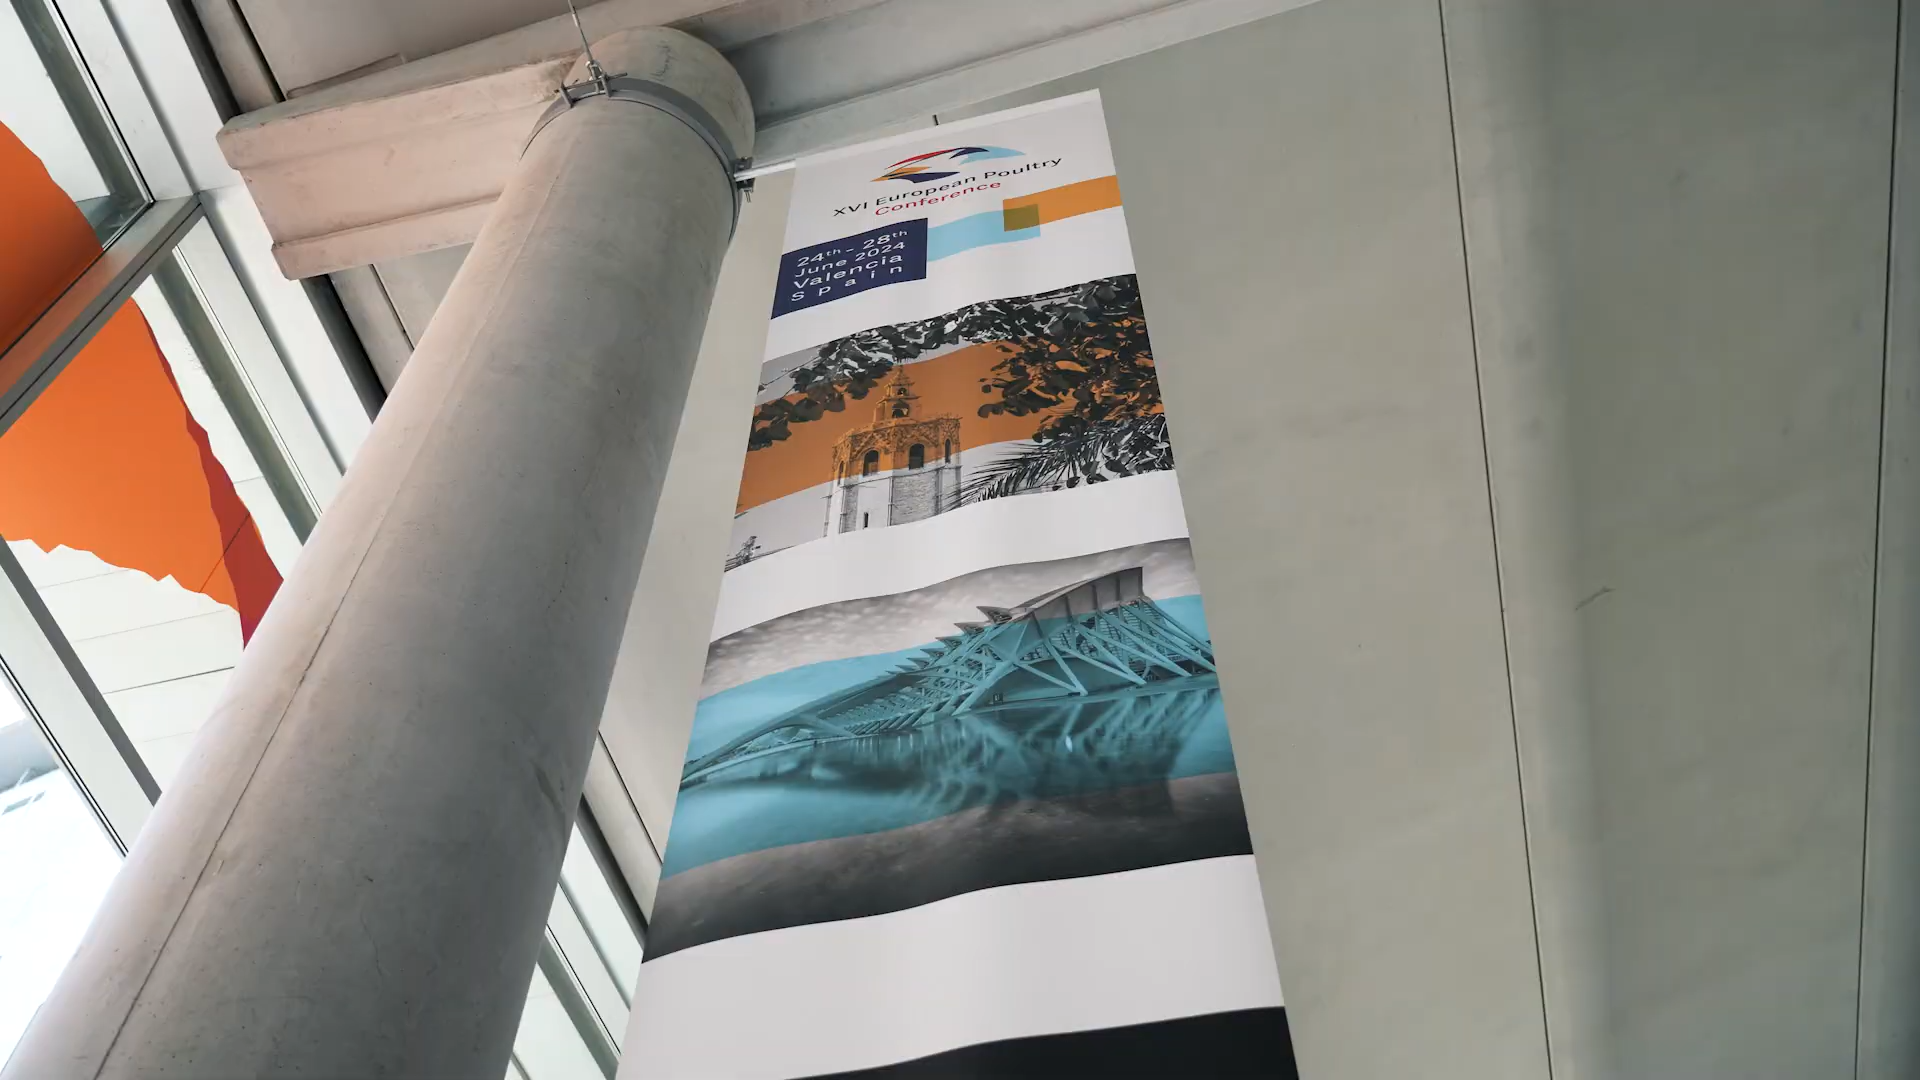 XVI European Poultry
Conference
24th - 28th
June 2024
Valencia
Spain